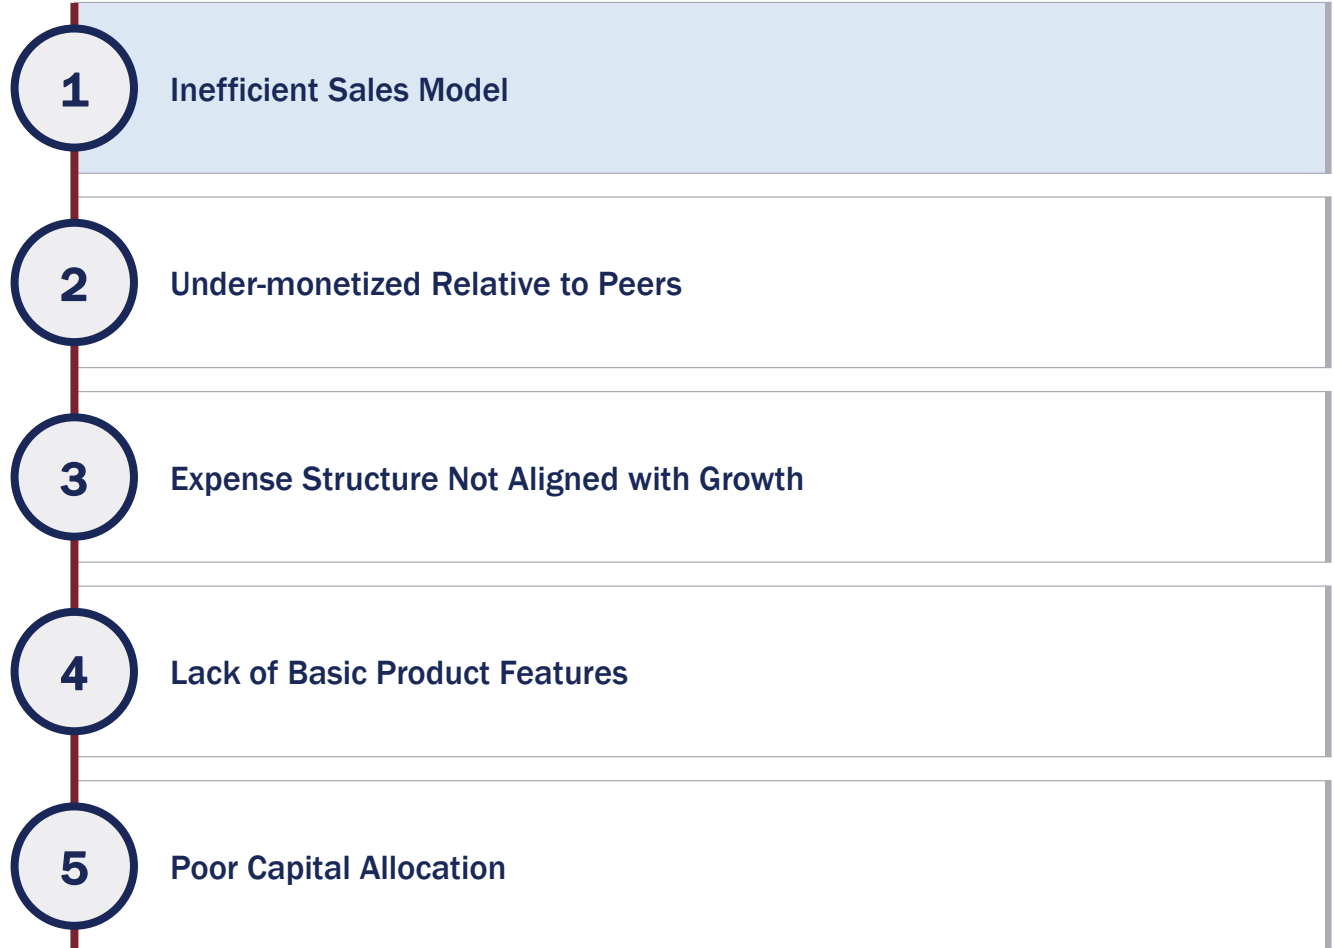 1
Inefficient Sales Model
2
Under-monetized Relative to Peers
3
Expense Structure Not Aligned with Growth
4
Lack of Basic Product Features
5
Poor Capital Allocation